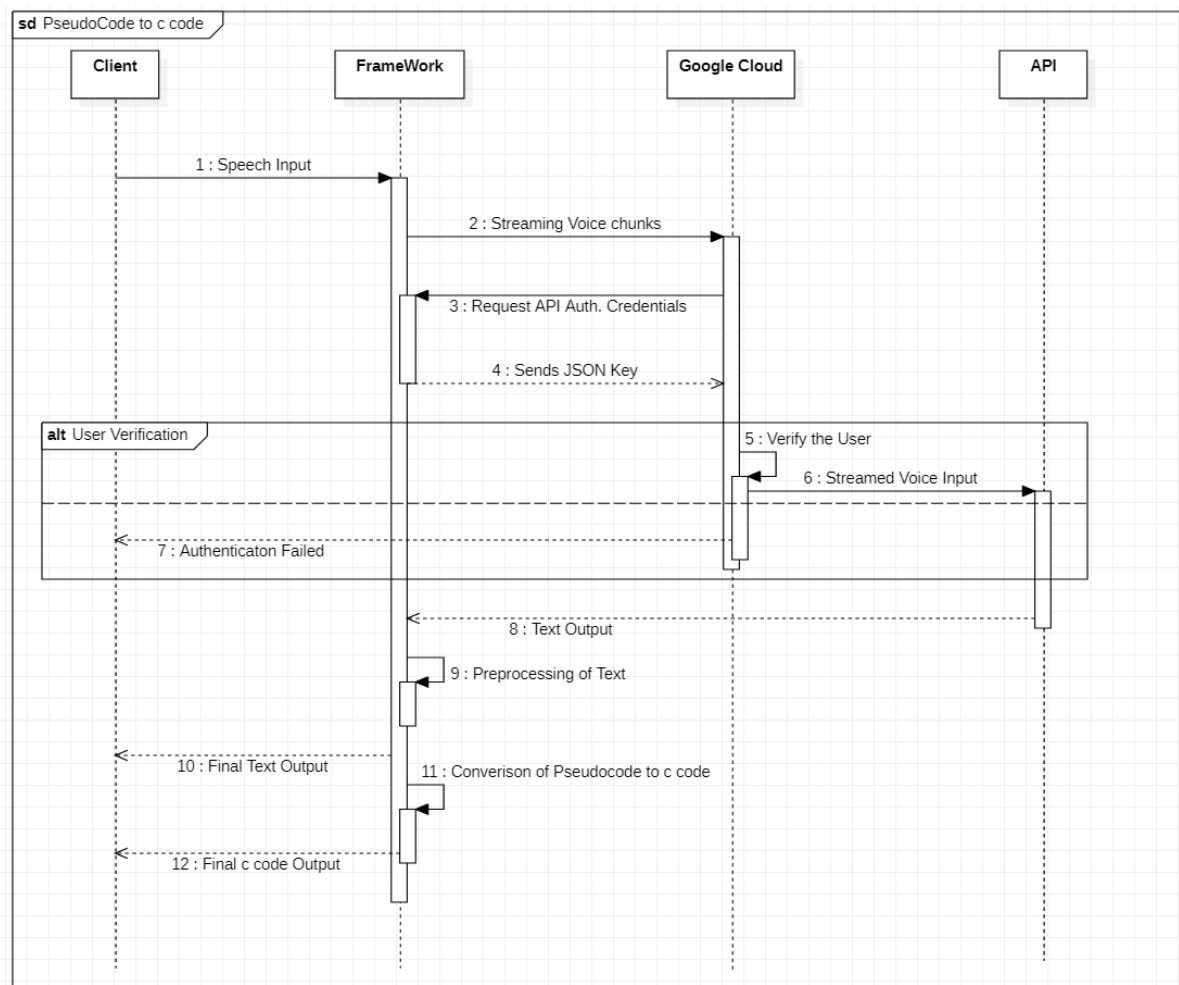 sd PseudoCode to c code
Client
FrameWork
Google Cloud
API
1 : Speech Input
2 : Streaming Voice chunks
3 : Request API Auth. Credentials
4 : Sends JSON Key
alt User Verification
5 : Verify the User
6 : Streamed Voice Input
7 : Authenticaton Failed
8 : Text Output
9 : Preprocessing of Text
10 : Final Text Output
11 : Converison of Pseudocode to c code
12 : Final c code Output